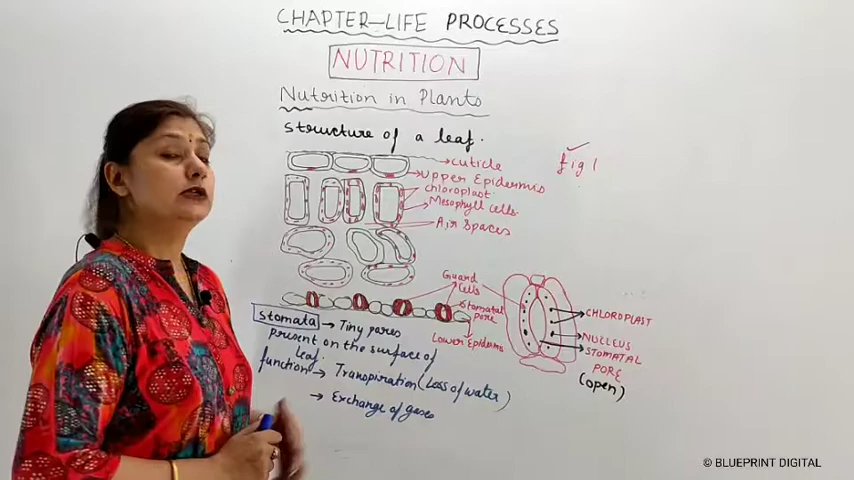 CHAPTER-LIFE PROCESSES
NUTRITION
Nutrition in Plants
Structure of a leaf.
fig 1
cuticle
Upper Epidermis
chloroplast
Mesophyll cells
Air Spaces
Guard
cells
Stomatal
pore
Lower Epidermis
CHLOROPLAST
NUCLEUS
STOMATAL
PORE
(open)
stomata → Tiny pores
present on the surface of
leaf.
function → Transpiration (Loss of water)
→ Exchange of gases
© BLUEPRINT DIGITAL